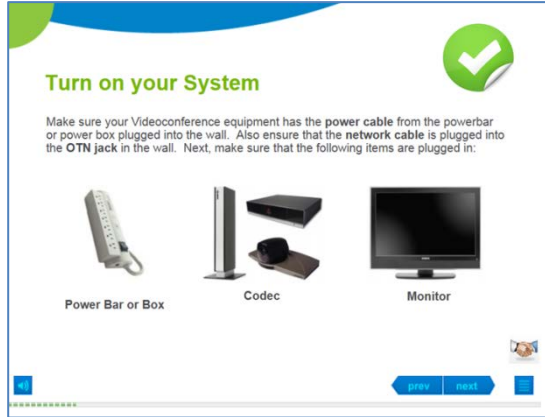 Turn on your System
Make sure your Videoconference equipment has the power cable from the powerbar
or power box plugged into the wall. Also ensure that the network cable is plugged into
the OTN jack in the wall. Next, make sure that the following items are plugged in:
Power Bar or Box
Codec
Monitor
prev
next